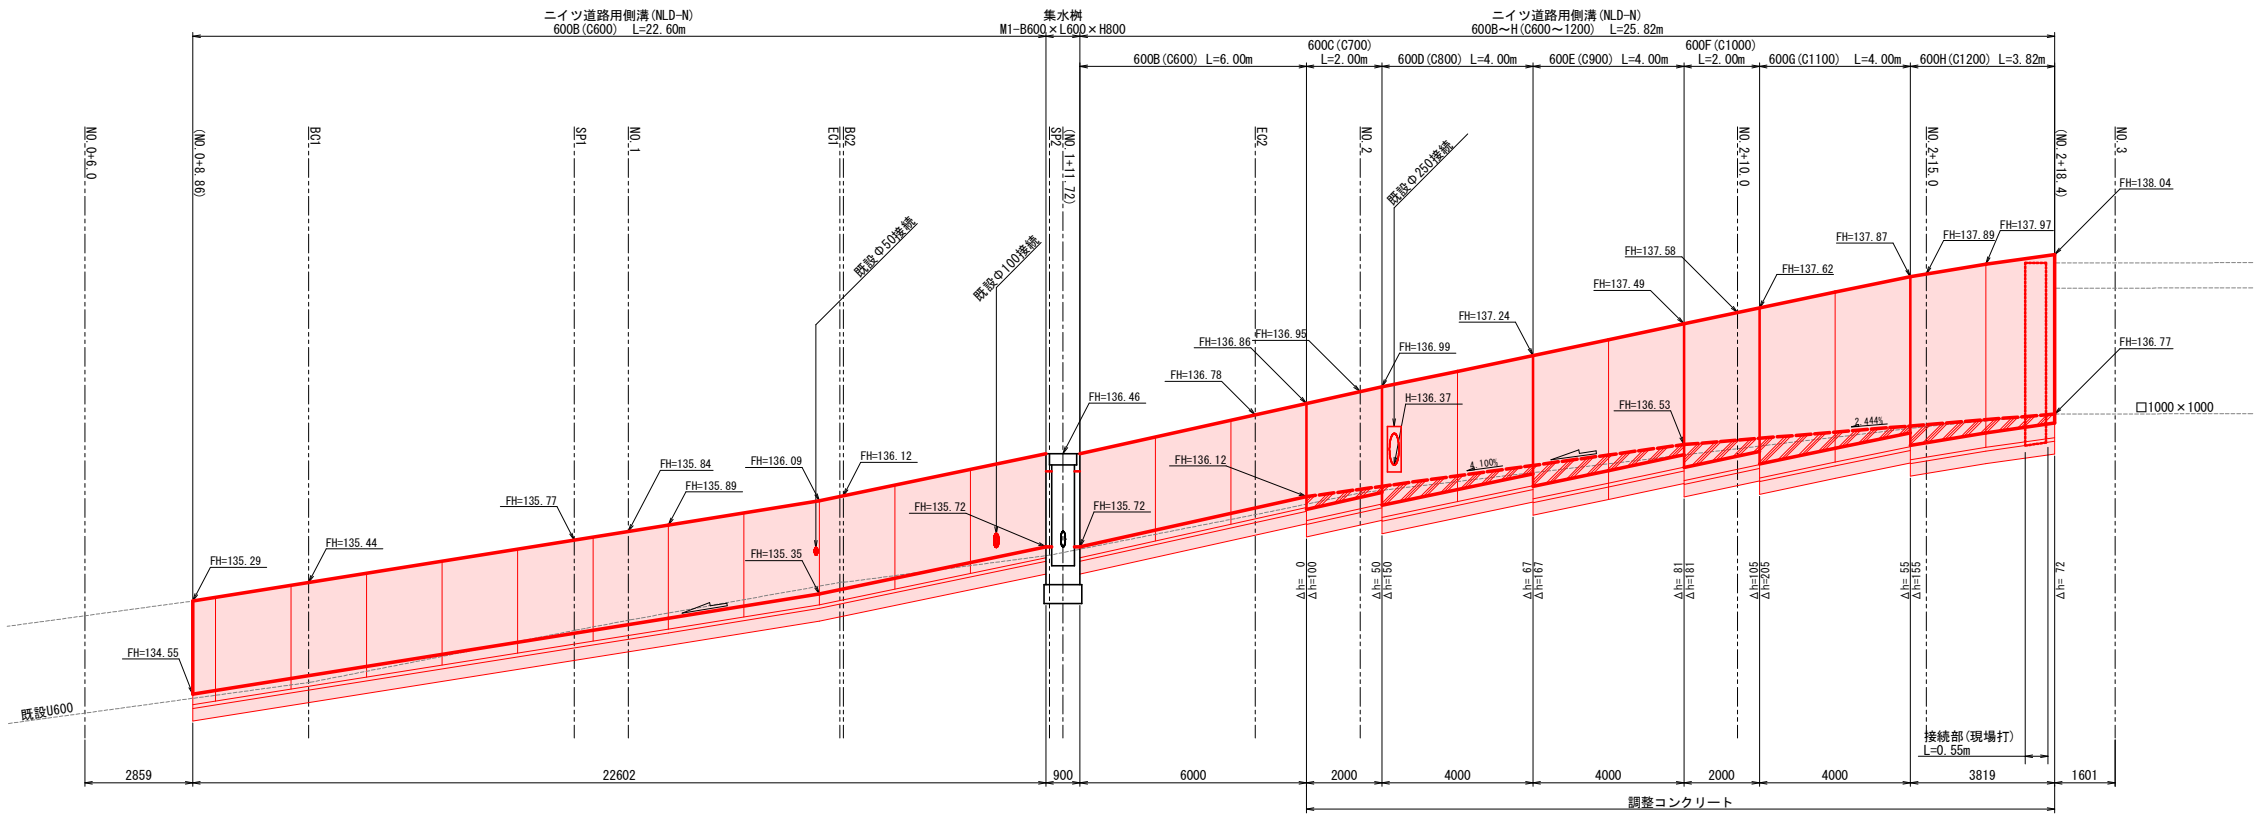 ニイツ道路用側溝(NLD-N)
600B(C600) L=22.60m
集水桝
M1-B600×L600×H800
ニイツ道路用側溝(NLD-N)
600B～H(C600～1200) L=25.82m
600B(C600) L=6.00m
600C(C700)
L=2.00m
600D(C800) L=4.00m
600E(C900) L=4.00m
600F(C1000)
L=2.00m
600G(C1100) L=4.00m
600H(C1200) L=3.82m
NO.0+6.0
(NO.0+8.86)
BC1
SP1
NO.1
EC1
BC2
SP2
(NO.1+11.72)
EC2
NO.2
NO.2+10.0
NO.2+15.0
(NO.2+18.4)
NO.3
既設Φ50接続
既設Φ100接続
既設Φ250接続
FH=138.04
FH=137.97
FH=137.89
FH=137.87
FH=137.58
FH=137.62
FH=137.49
FH=137.24
FH=136.95
FH=136.99
FH=136.86
FH=136.78
FH=136.77
FH=136.46
H=136.37
FH=136.53
□1000×1000
2.444%
4.100%
FH=136.12
FH=136.12
FH=136.09
FH=135.84
FH=135.89
FH=135.77
FH=135.72
FH=135.72
FH=135.44
FH=135.35
FH=135.29
FH=134.55
既設U600
Δh= 0
Δh=100
Δh= 50
Δh=150
Δh= 67
Δh=167
Δh= 81
Δh=181
Δh=105
Δh=205
Δh= 55
Δh=155
Δh= 72
接続部(現場打)
L=0.55m
2859
22602
900
6000
2000
4000
4000
2000
4000
3819
1601
調整コンクリート